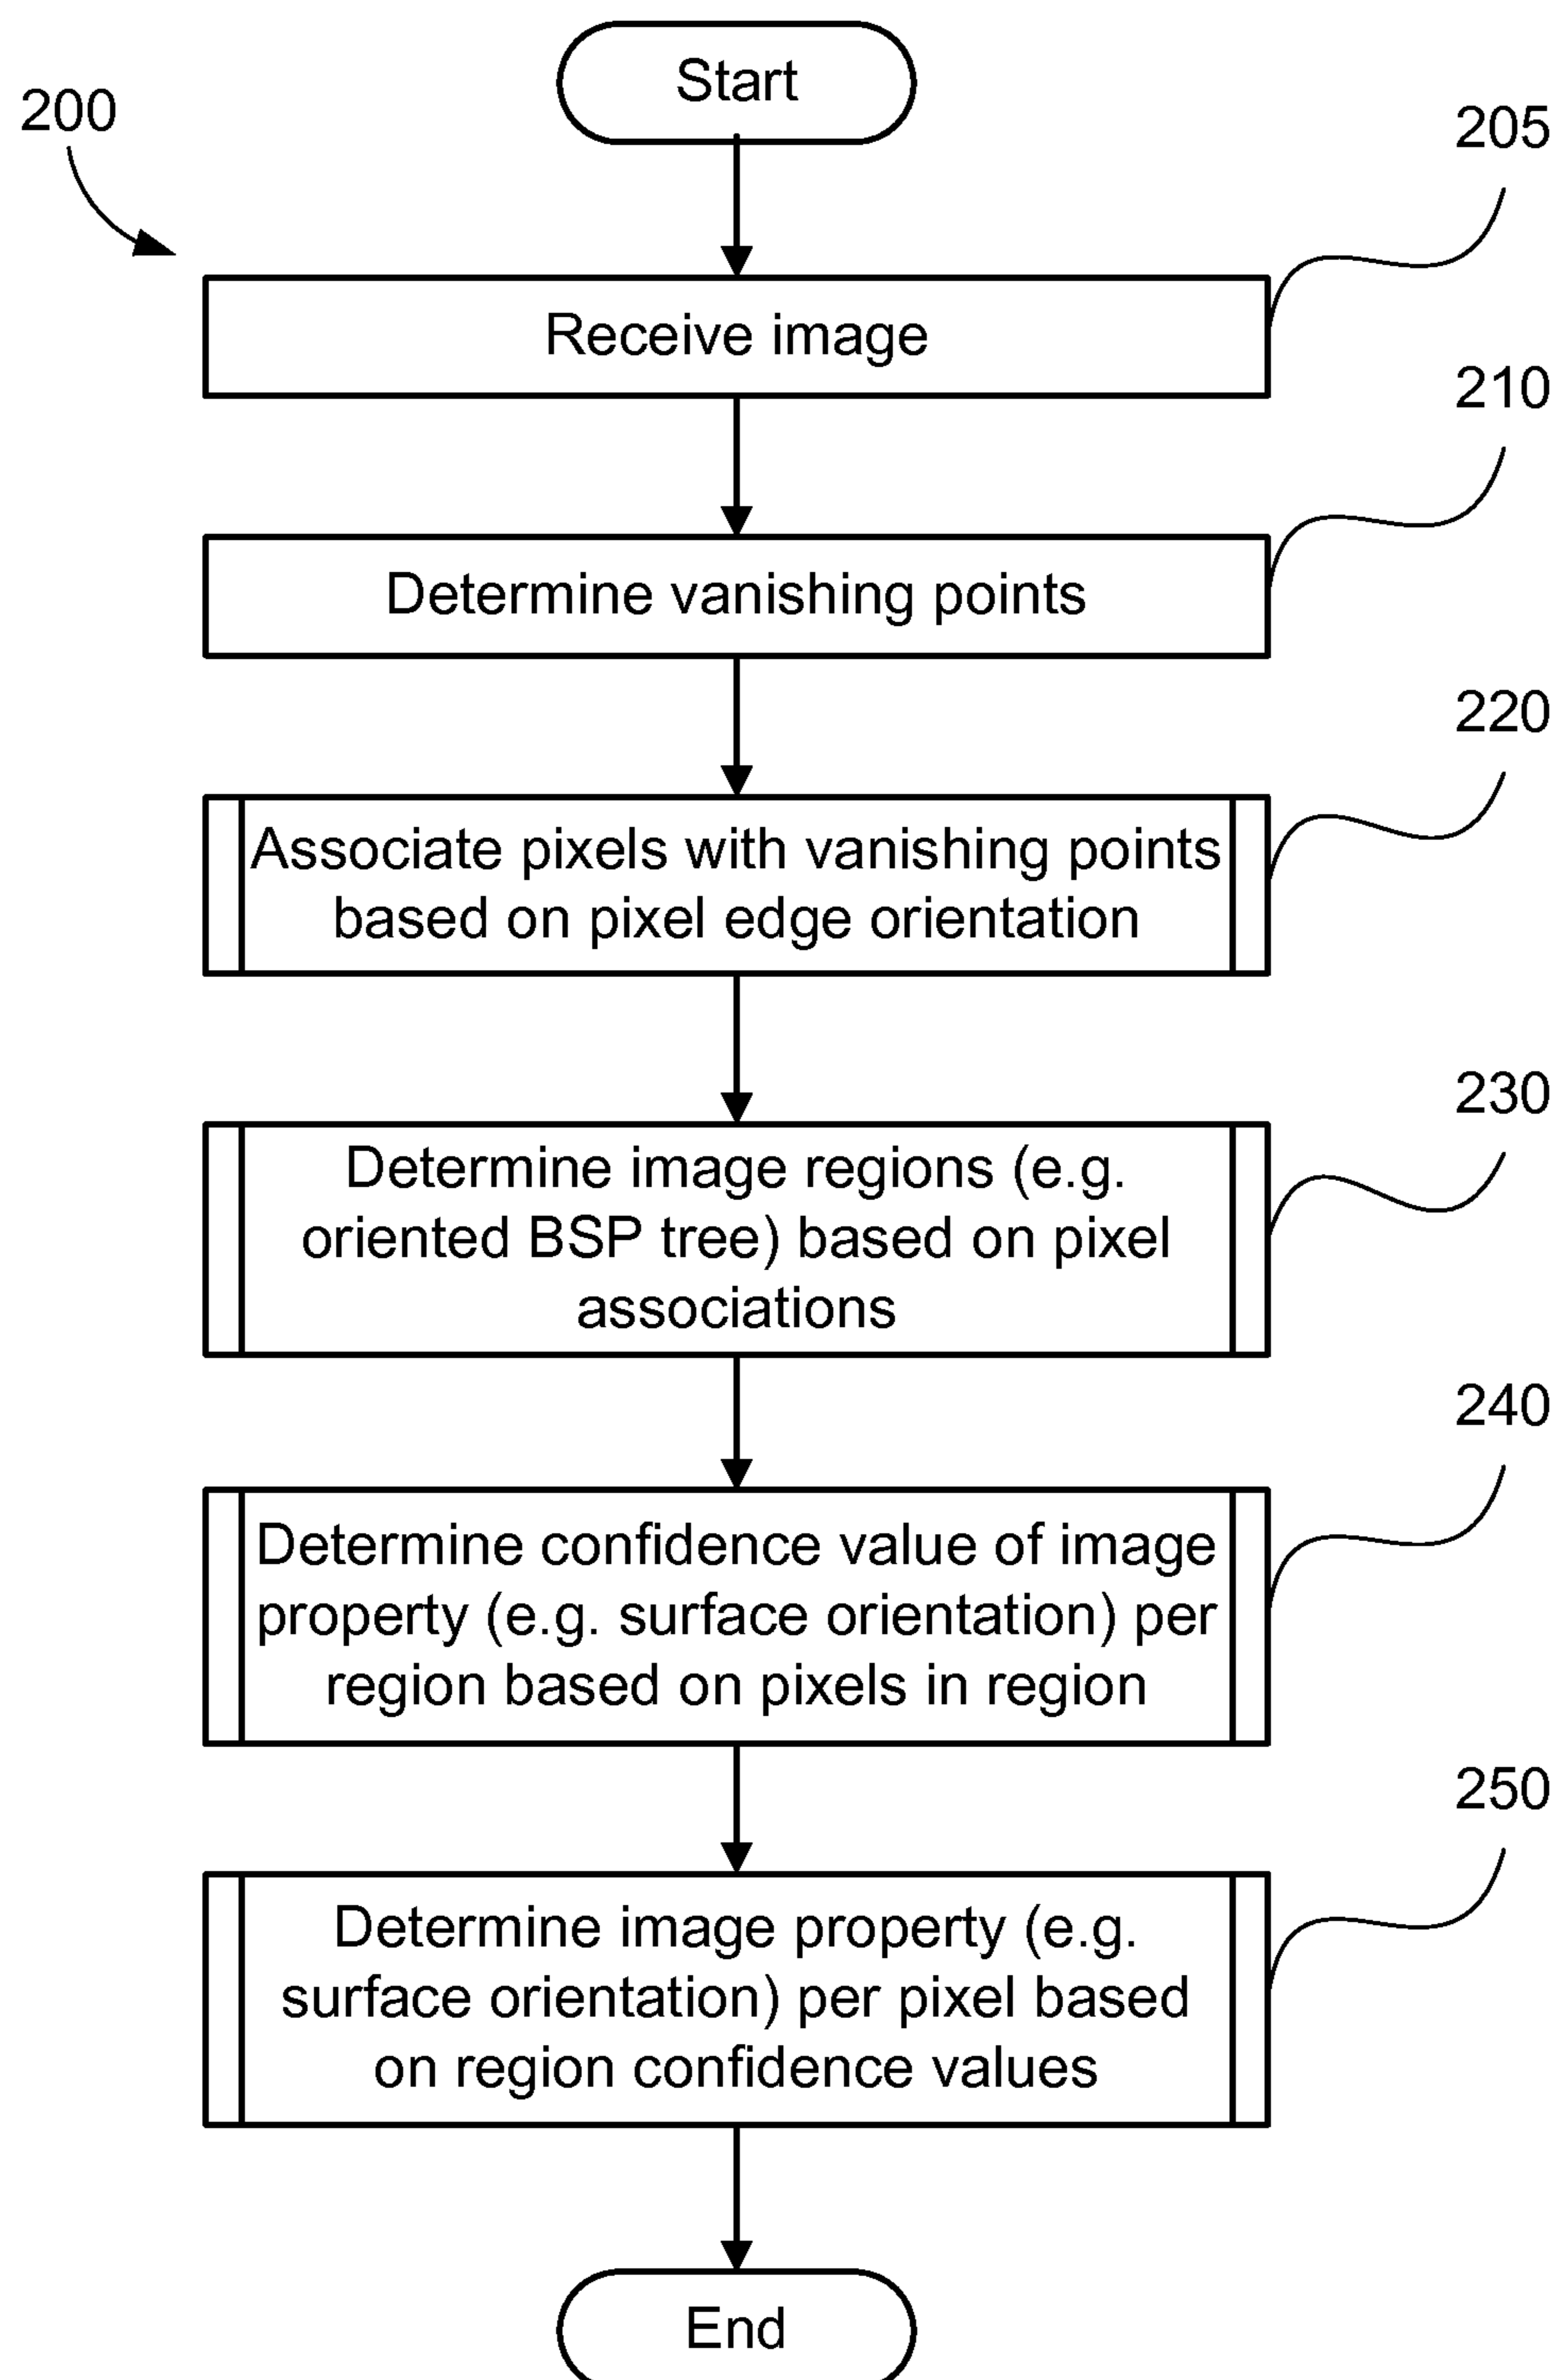 Start
200
205
Receive image
210
Determine vanishing points
220
Associate pixels with vanishing points
based on pixel edge orientation
230
Determine image regions (e.g.
oriented BSP tree) based on pixel
associations
240
Determine confidence value of image
property (e.g. surface orientation) per
region based on pixels in region
250
Determine image property (e.g.
surface orientation) per pixel based
on region confidence values
End